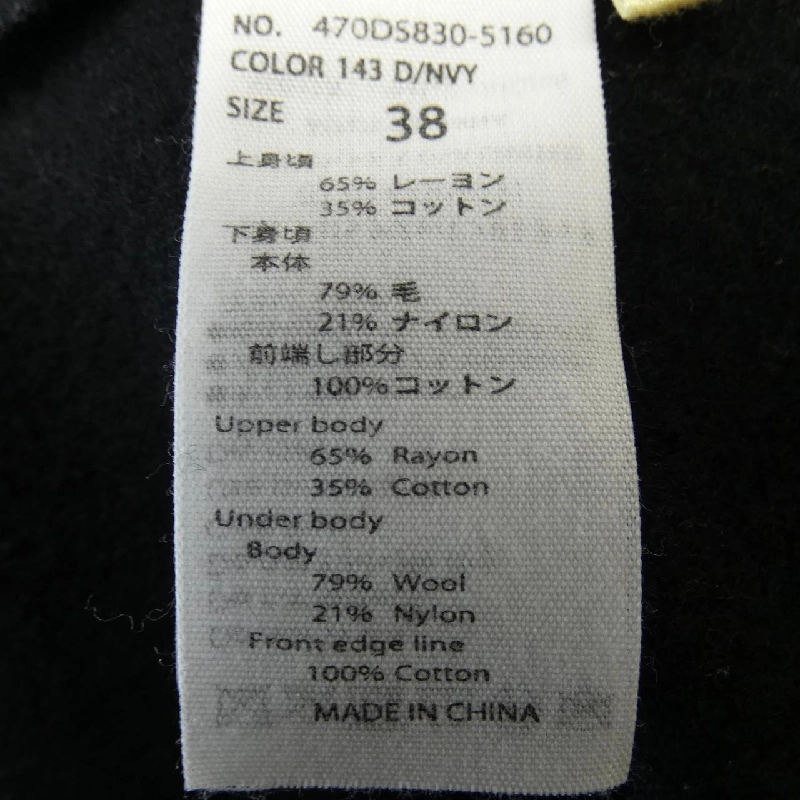 NO. 470DS830-5160
COLOR 143 D/NVY
SIZE 38
上身頃
65% レーヨン
35% コットン
下身頃
本体
79% 毛
21% ナイロン
前端し部分
100% コットン
Upper body
65% Rayon
35% Cotton
Under body
Body
79% Wool
21% Nylon
Front edge line
100% Cotton
MADE IN CHINA